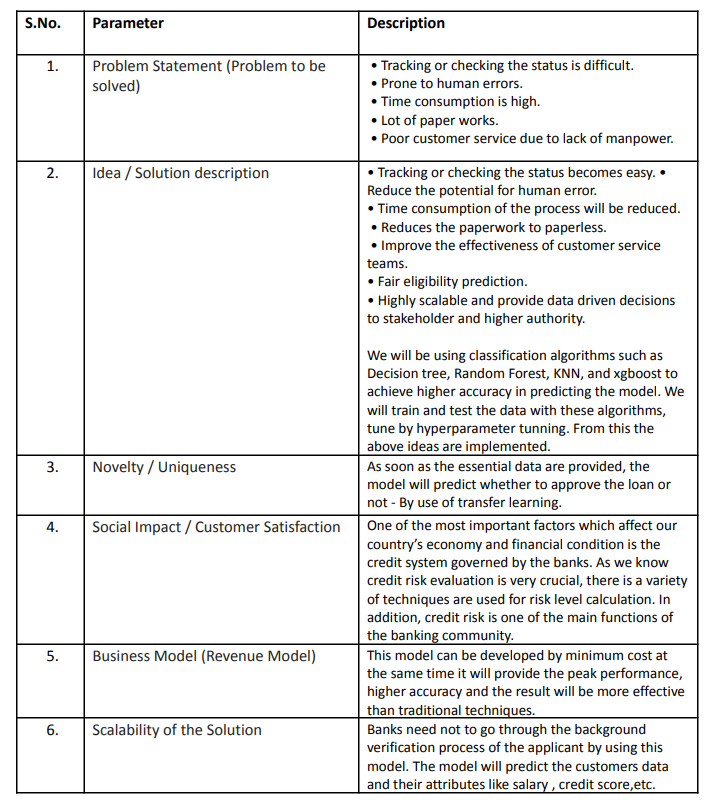 S.No. Parameter Description
1. Problem Statement (Problem to be
solved)
• Tracking or checking the status is difficult.
• Prone to human errors.
• Time consumption is high.
• Lot of paper works.
• Poor customer service due to lack of manpower.
2. Idea / Solution description
• Tracking or checking the status becomes easy. •
Reduce the potential for human error.
• Time consumption of the process will be reduced.
• Reduces the paperwork to paperless.
• Improve the effectiveness of customer service
teams.
• Fair eligibility prediction.
• Highly scalable and provide data driven decisions
to stakeholder and higher authority.
We will be using classification algorithms such as
Decision tree, Random Forest, KNN, and xgboost to
achieve higher accuracy in predicting the model. We
will train and test the data with these algorithms,
tune by hyperparameter tunning. From this the
above ideas are implemented.
3. Novelty / Uniqueness
As soon as the essential data are provided, the
model will predict whether to approve the loan or
not - By use of transfer learning.
4. Social Impact / Customer Satisfaction
One of the most important factors which affect our
country’s economy and financial condition is the
credit system governed by the banks. As we know
credit risk evaluation is very crucial, there is a variety
of techniques are used for risk level calculation. In
addition, credit risk is one of the main functions of
the banking community.
5. Business Model (Revenue Model)
This model can be developed by minimum cost at
the same time it will provide the peak performance,
higher accuracy and the result will be more effective
than traditional techniques.
6. Scalability of the Solution
Banks need not to go through the background
verification process of the applicant by using this
model. The model will predict the customers data
and their attributes like salary , credit score,etc.